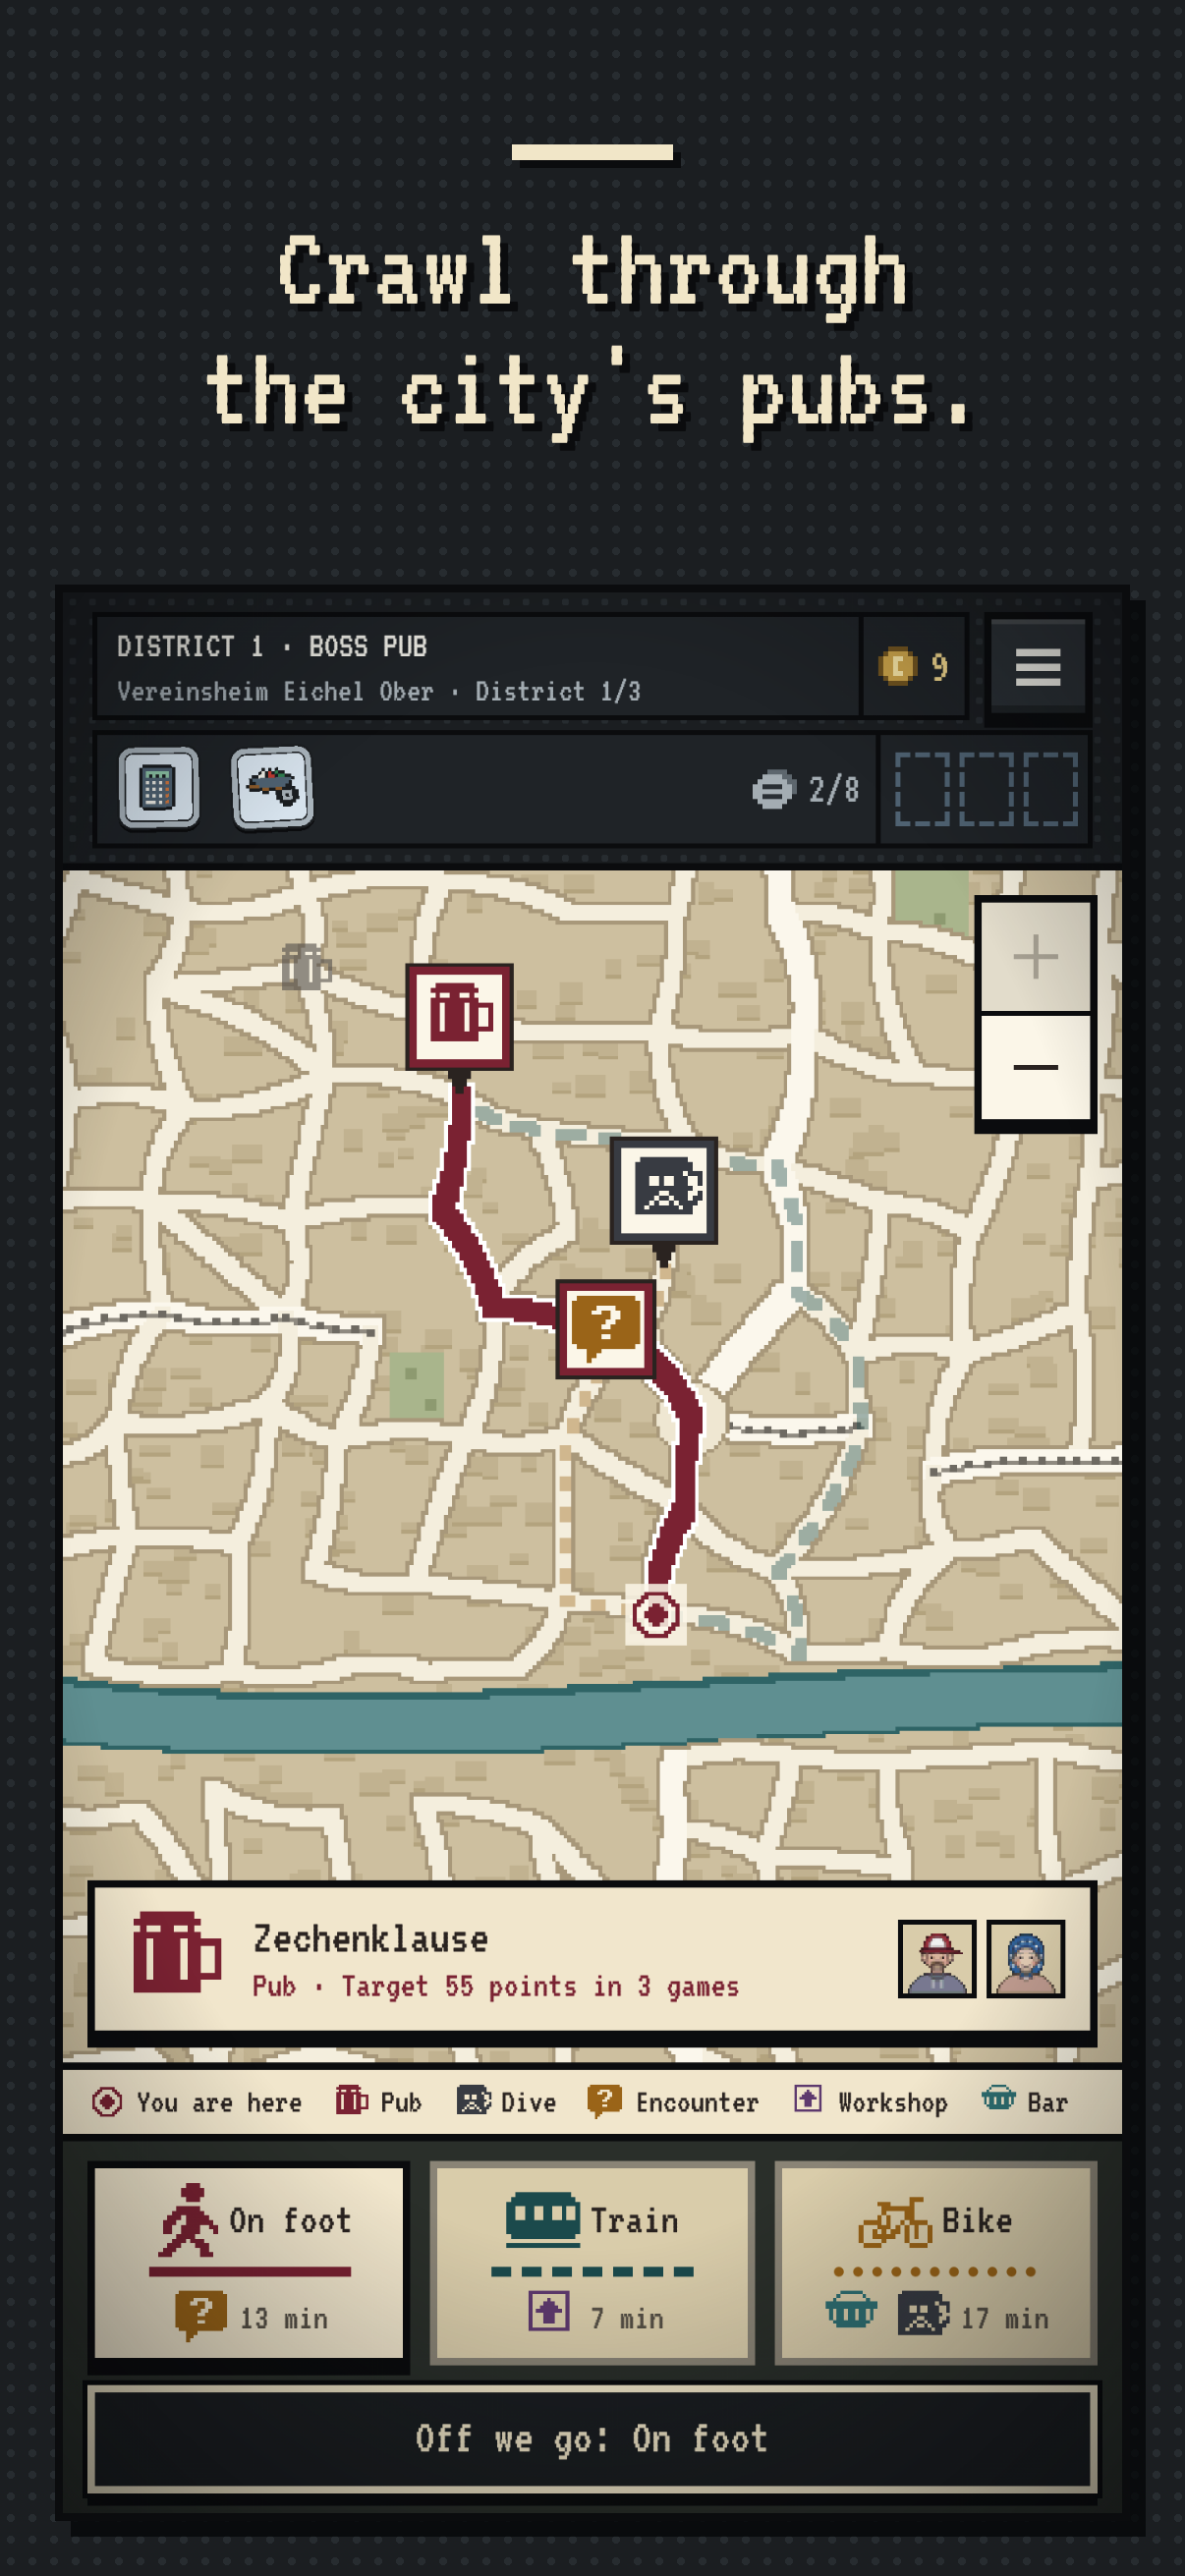 Crawl through
the city's pubs.
DISTRICT 1 · BOSS PUB
Vereinsheim Eichel Ober · District 1/3
9
2/8
Zechenklause
Pub · Target 55 points in 3 games
You are here Pub Dive Encounter Workshop Bar
On foot
13 min
Train
7 min
Bike
17 min
Off we go: On foot